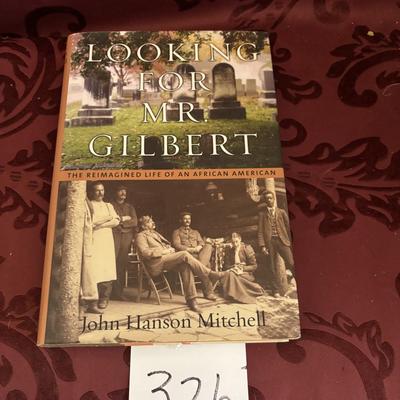 LOOKING
FOR
MR.
GILBERT
THE REIMAGINED LIFE OF AN AFRICAN AMERICAN
John Hanson Mitchell
326